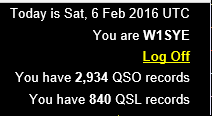 Today is Sat, 6 Feb 2016 UTC
You are W1SYE
Log Off
You have 2,934 QSO records
You have 840 QSL records